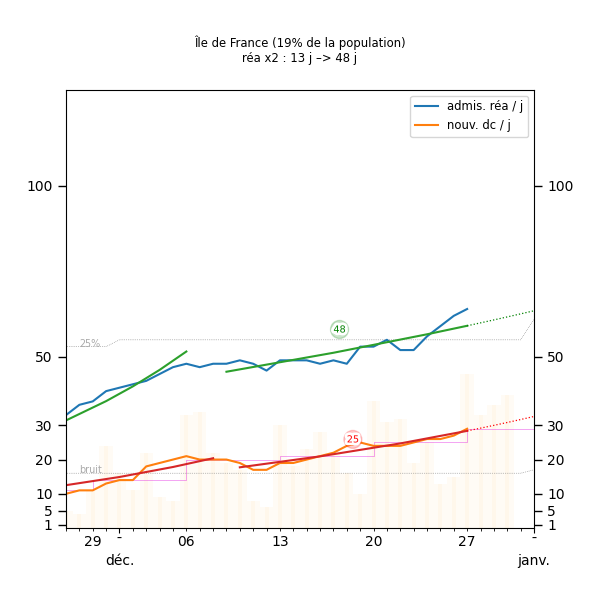 Île de France (19% de la population)
réa x2 : 13 j –> 48 j
admis. réa / j
nouv. dc / j
100 100
50 50
30 30
20 20
10 10
5 5
1 1
25%
bruit
48
25
29 - 06 13 20 27 -
déc. janv.